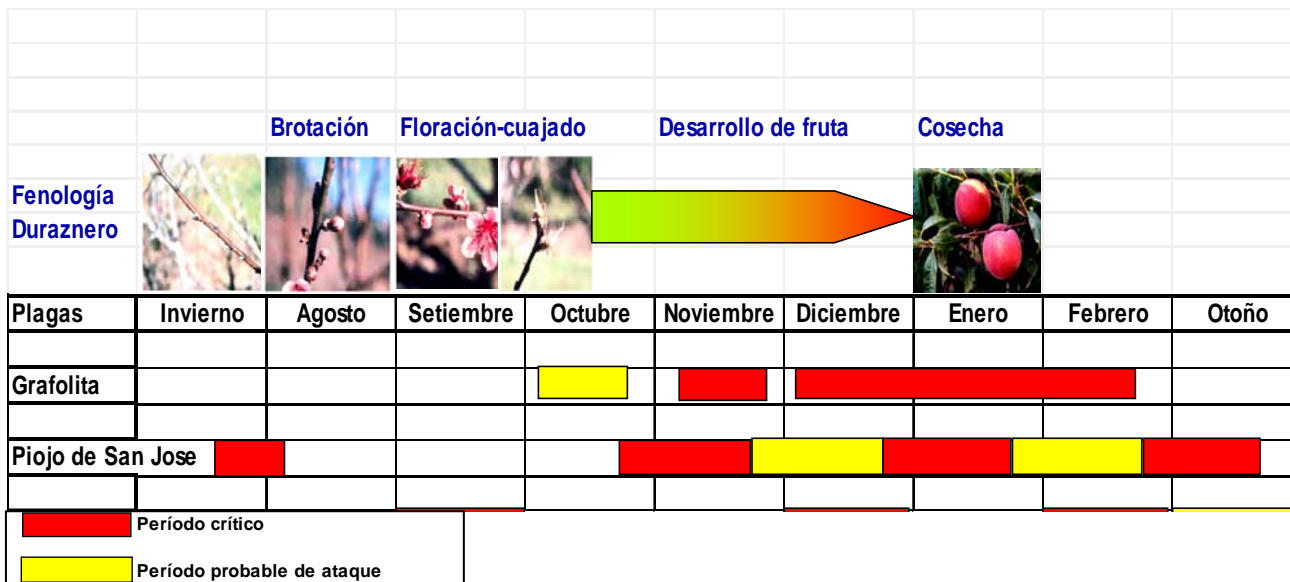 Brotación Floración-cuajado Desarrollo de fruta Cosecha
Fenología
Duraznero
Plagas Invierno Agosto Setiembre Octubre Noviembre Diciembre Enero Febrero Otoño
Grafolita
Piojo de San Jose
Período crítico
Período probable de ataque